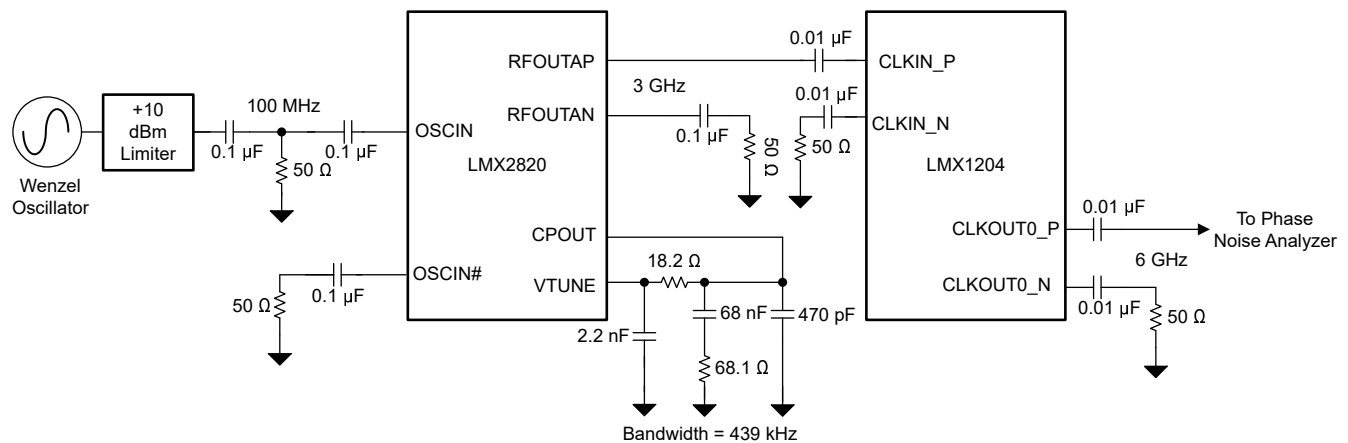 Wenzel
Oscillator
+10
dBm
Limiter
0.1 µF
100 MHz
50 Ω
0.1 µF
50 Ω
0.1 µF
OSCIN
OSCIN#
LMX2820
RFOUTAP
RFOUTAN
CPOUT
VTUNE
3 GHz
0.1 µF
50 Ω
18.2 Ω
2.2 nF
68 nF
68.1 Ω
470 pF
Bandwidth = 439 kHz
0.01 µF
0.01 µF
50 Ω
CLKIN_P
CLKIN_N
LMX1204
CLKOUT0_P
CLKOUT0_N
0.01 µF
6 GHz
0.01 µF
50 Ω
To Phase
Noise Analyzer